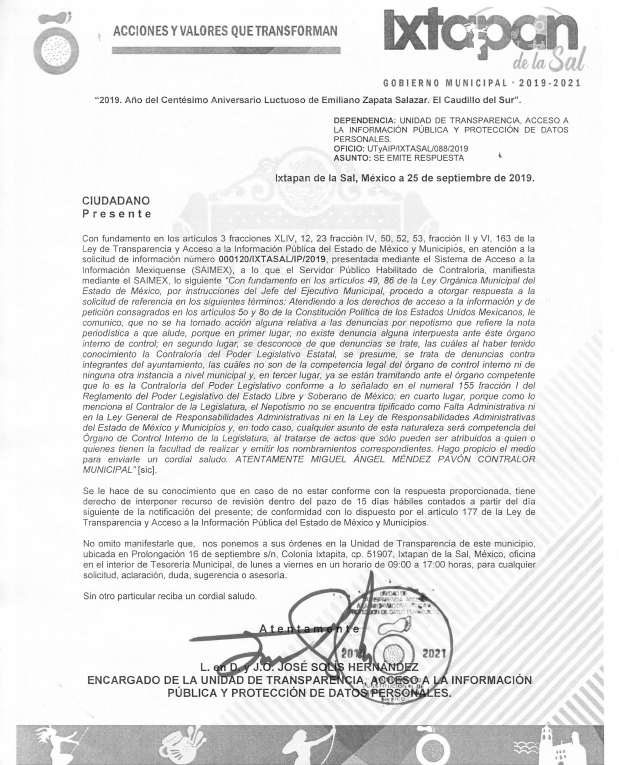 ACCIONES Y VALORES QUE TRANSFORMAN
Ixtapan
de la Sal
GOBIERNO MUNICIPAL · 2019-2021
"2019. Año del Centésimo Aniversario Luctuoso de Emiliano Zapata Salazar. El Caudillo del Sur".
DEPENDENCIA: UNIDAD DE TRANSPARENCIA, ACCESO A
LA INFORMACIÓN PÚBLICA Y PROTECCIÓN DE DATOS
PERSONALES.
OFICIO: UTyAIP/IXTASAL/088/2019
ASUNTO: SE EMITE RESPUESTA
Ixtapan de la Sal, México a 25 de septiembre de 2019.
CIUDADANO
P r e s e n t e
Con fundamento en los artículos 3 fracciones XLIV, 12, 23 fracción IV, 50, 52, 53, fracción II y VI, 163 de la
Ley de Transparencia y Acceso a la Información Pública del Estado de México y Municipios, en atención a la
solicitud de información número 000120/IXTASAL/IP/2019, presentada mediante el Sistema de Acceso a la
Información Mexiquense (SAIMEX), a lo que el Servidor Público Habilitado de Contraloria, manifiesta
mediante el SAIMEX, lo siguiente "Con fundamento en los artículos 49, 86 de la Ley Orgánica Municipal del
Estado de México, por instrucciones del Jefe del Ejecutivo Municipal, procedo a otorgar respuesta a
la solicitud de referencia en los siguientes términos: Atendiendo a los derechos de acceso a la información y de
petición consagrados en los artículos 5o y 8o de la Constitución Política de los Estados Unidos Mexicanos, le
comunico, que no se ha tomado acción alguna relativa a las denuncias por nepotismo que refiere la nota
periodística a que aluda, porque en primer lugar, no existe denuncia alguna interpuesta ante éste órgano
interno de control; en segundo lugar, se desconoce de que denuncias se trate, las cuáles al haber tenido
conocimiento la Contraloría del Poder Legislativo Estatal, se presume, se trata de denuncias contra
integrantes del ayuntamiento, las cuáles no son de la competencia legal del órgano de control interno ni de
ninguna otra instancia a nivel municipal y, en tercer lugar, ya se están tramitando ante el órgano competente
que lo es la Contraloría del Poder Legislativo conforme a lo señalado en el numeral 155 fracción I del
Reglamento del Poder Legislativo del Estado Libre y Soberano de México; en cuarto lugar, porque como lo
menciona el Contralor de la Legislatura, el Nepotismo no se encuentra tipificado como Falta Administrativa ni
en la Ley General de Responsabilidades Administrativas ni en la Ley de Responsabilidades Administrativas
del Estado de México y Municipios y, en todo caso, cualquier asunto de esta naturaleza será competencia del
Órgano de Control Interno de la Legislatura, al tratarse de actos que sólo pueden ser atribuidos a quien o
quienes tienen la facultad de realizar y emitir los nombramientos correspondientes. Hago propicio el medio
para enviarle un cordial saludo. ATENTAMENTE MIGUEL ÁNGEL MÉNDEZ PAVÓN CONTRALOR
MUNICIPAL" [sic].
Se le hace de su conocimiento que en caso de no estar conforme con la respuesta proporcionada, tiene
derecho de interponer recurso de revisión dentro del pazo de 15 días hábiles contados a partir del día
siguiente de la notificación del presente; de conformidad con lo dispuesto por el artículo 177 de la Ley de
Transparencia y Acceso a la Información Pública del Estado de México y Municipios.
No omito manifestarle que, nos ponemos a sus órdenes en la Unidad de Transparencia de este municipio,
ubicada en Prolongación 16 de septiembre s/n, Colonia Ixtapita, cp. 51907, Ixtapan de la Sal, México, oficina
en el interior de Tesorería Municipal, de lunes a viernes en un horario de 09:00 a 17:00 horas, para cualquier
solicitud, aclaración, duda, sugerencia o asesoría.
Sin otro particular reciba un cordial saludo.
A t e n t a m e n t e
UNIDAD DE
2019 2021
L. en D. y J.O. JOSÉ SOLÍS HERNÁNDEZ
ENCARGADO DE LA UNIDAD DE TRANSPARENCIA, ACCESO A LA INFORMACIÓN
PÚBLICA Y PROTECCIÓN DE DATOS PERSONALES.